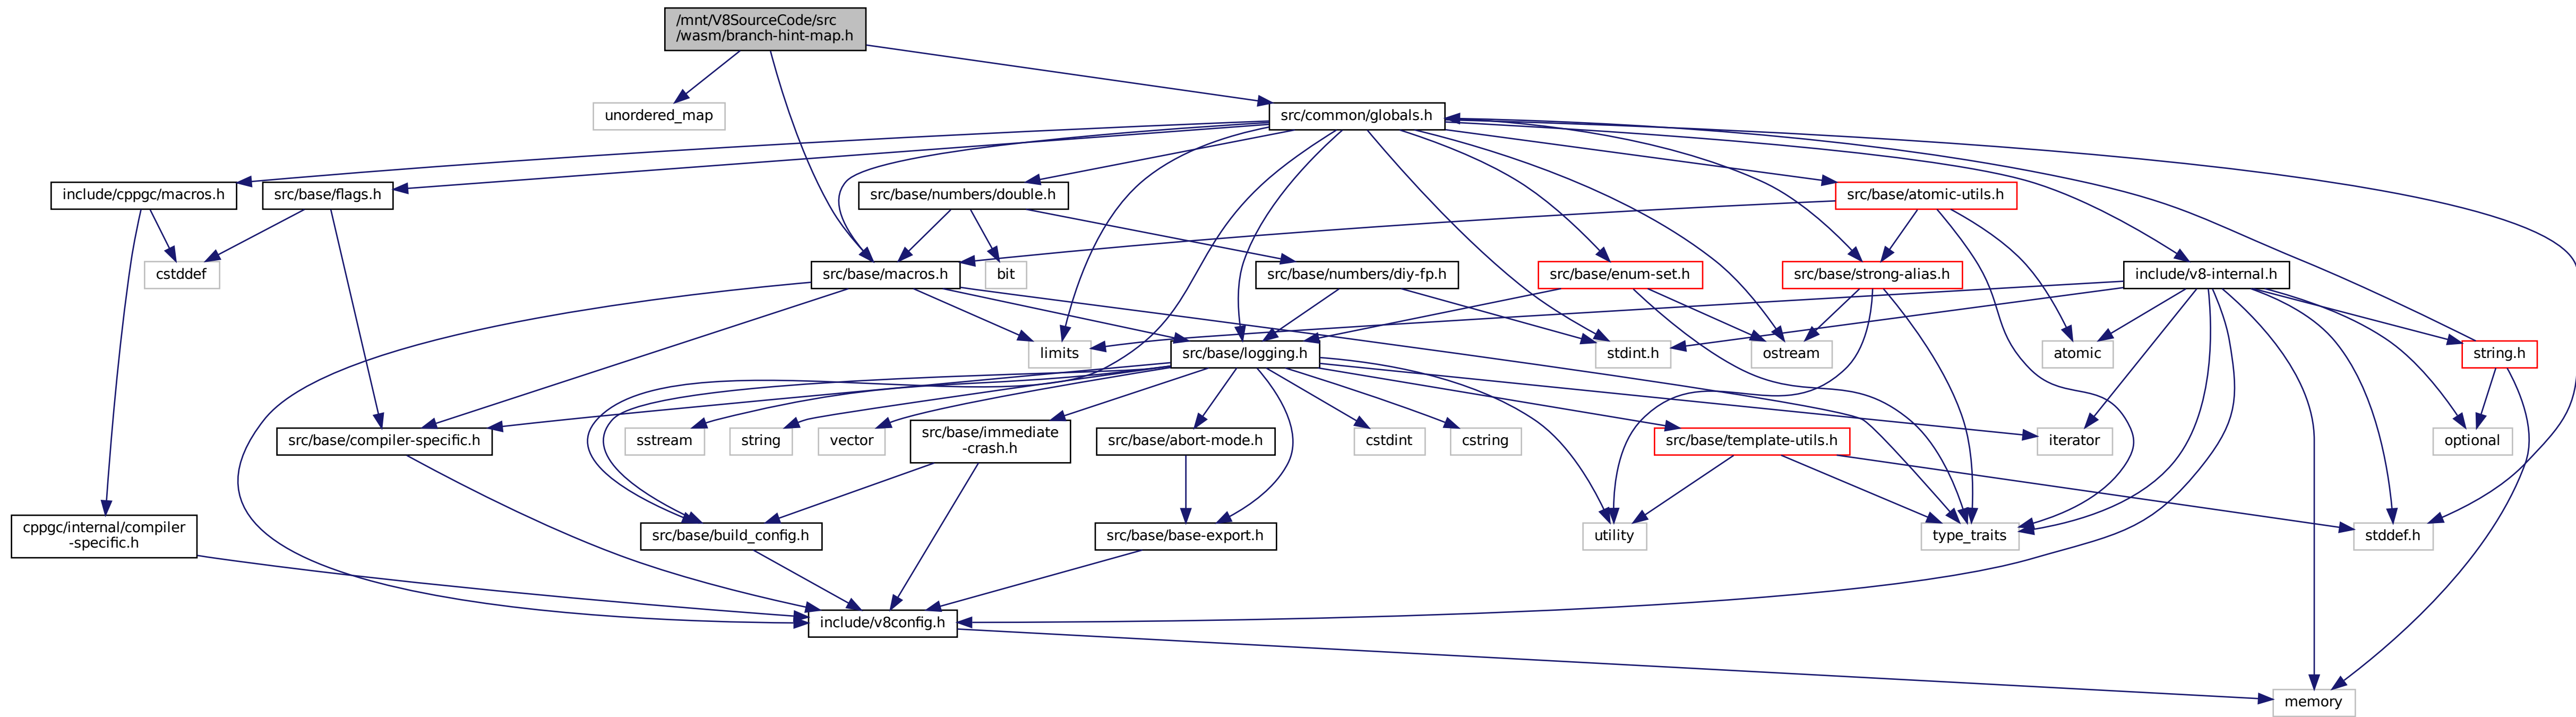 /mnt/V8SourceCode/src
/wasm/branch-hint-map.h
unordered_map
src/common/globals.h
include/cppgc/macros.h
src/base/flags.h
src/base/numbers/double.h
src/base/atomic-utils.h
cstddef
src/base/macros.h
bit
src/base/numbers/diy-fp.h
src/base/enum-set.h
src/base/strong-alias.h
include/v8-internal.h
limits
src/base/logging.h
stdint.h
ostream
atomic
string.h
src/base/compiler-specific.h
sstream
string
vector
src/base/immediate
-crash.h
src/base/abort-mode.h
cstdint
cstring
src/base/template-utils.h
iterator
optional
cppgc/internal/compiler
-specific.h
src/base/build_config.h
src/base/base-export.h
utility
type_traits
stddef.h
include/v8config.h
memory